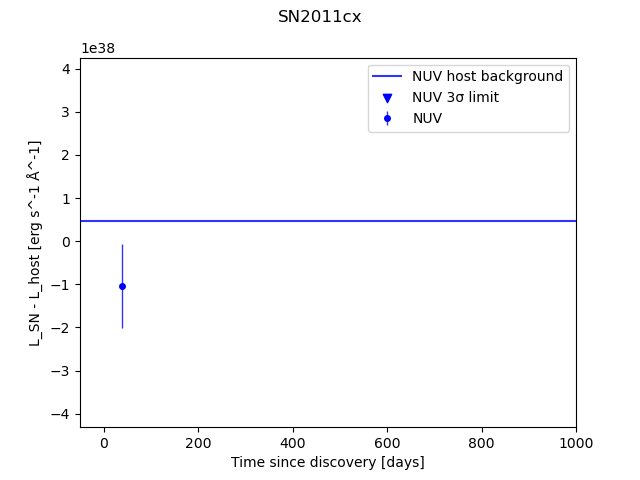 SN2011cx
1e38
NUV host background
NUV 3σ limit
NUV
4
3
2
1
0
−1
−2
−3
−4
L_SN - L_host [erg s^-1 Å^-1]
0 200 400 600 800 1000
Time since discovery [days]